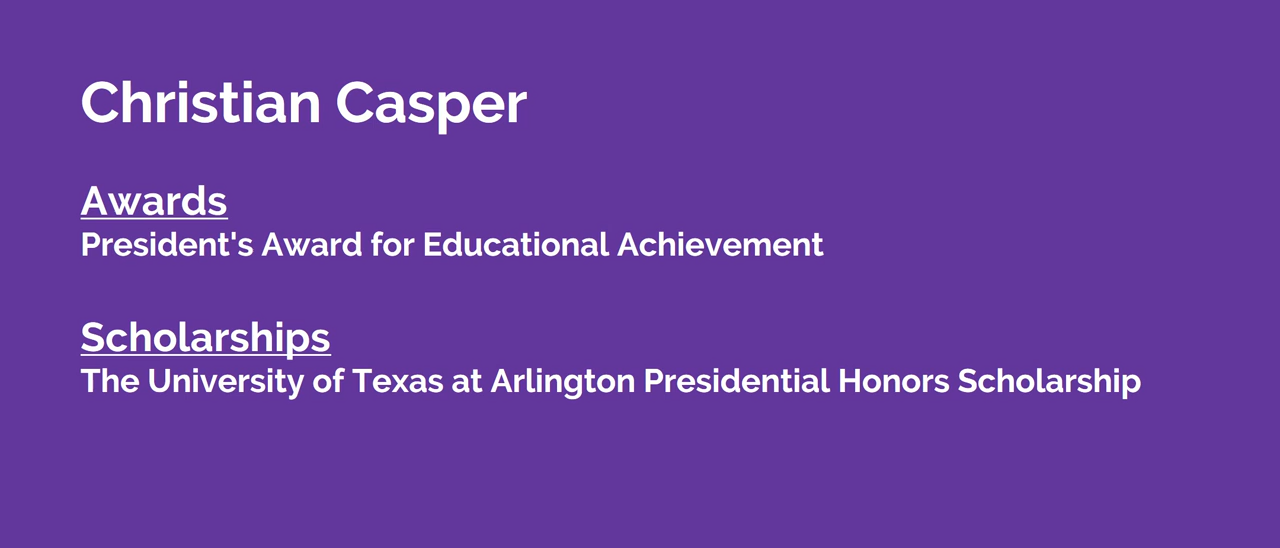 Christian Casper
Awards
President's Award for Educational Achievement
Scholarships
The University of Texas at Arlington Presidential Honors Scholarship